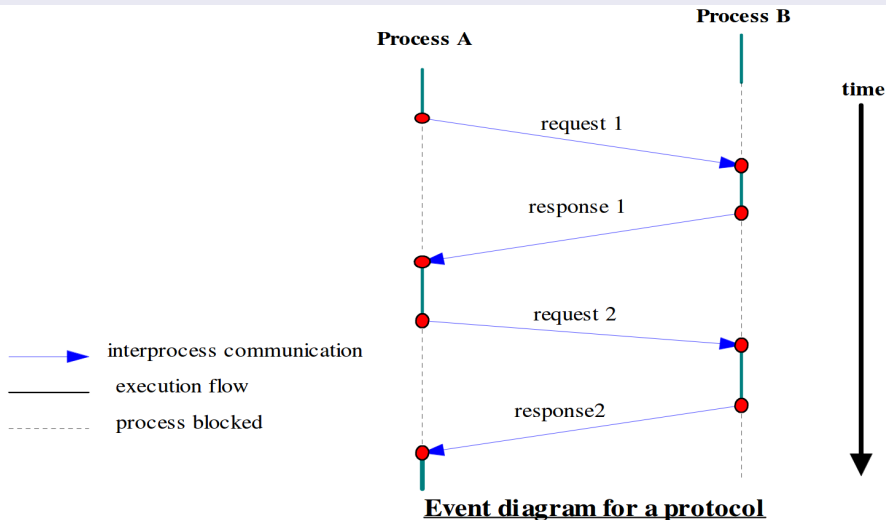 Process B
Process A
time
request 1
response 1
request 2
interprocess communication
execution flow
response2
process blocked
Event diagram for a protocol